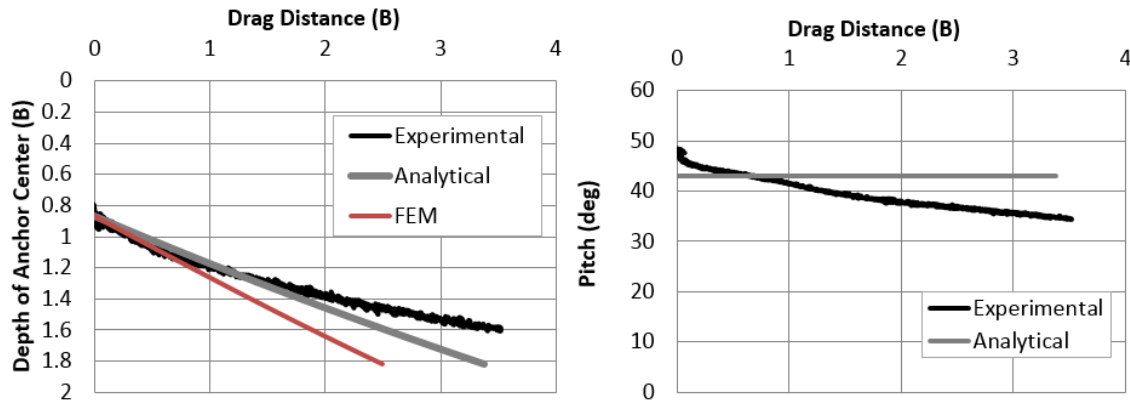 Drag Distance (B)
0 1 2 3 4
Depth of Anchor Center (B)
0
0.2
0.4
0.6
0.8
1
1.2
1.4
1.6
1.8
2
Experimental
Analytical
FEM
Drag Distance (B)
0 1 2 3 4
Pitch (deg)
60
50
40
30
20
10
0
Experimental
Analytical